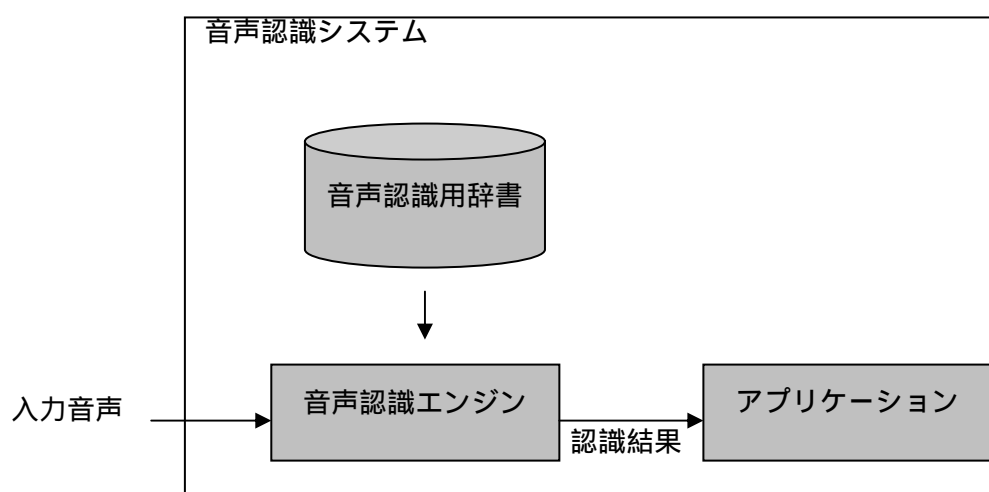 音声認識システム
音声認識用辞書
入力音声
音声認識エンジン
認識結果
アプリケーション